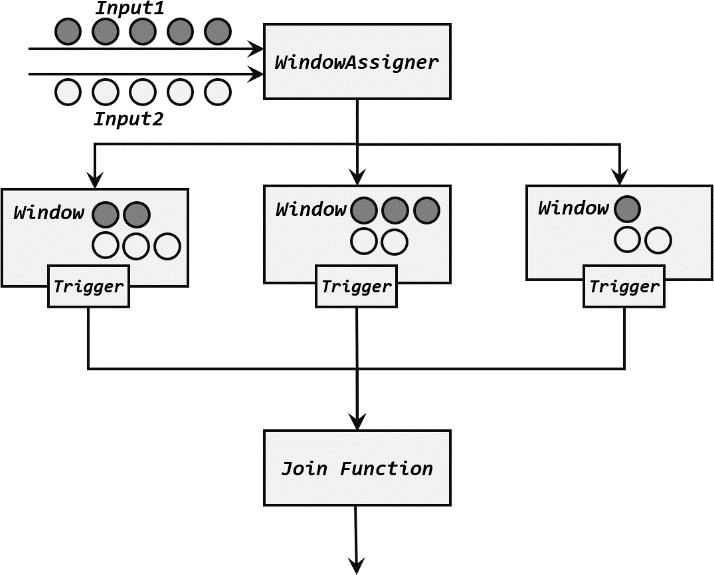 Input1
WindowAssigner
Input2
Window
Window
Window
Trigger
Trigger
Trigger
Join Function